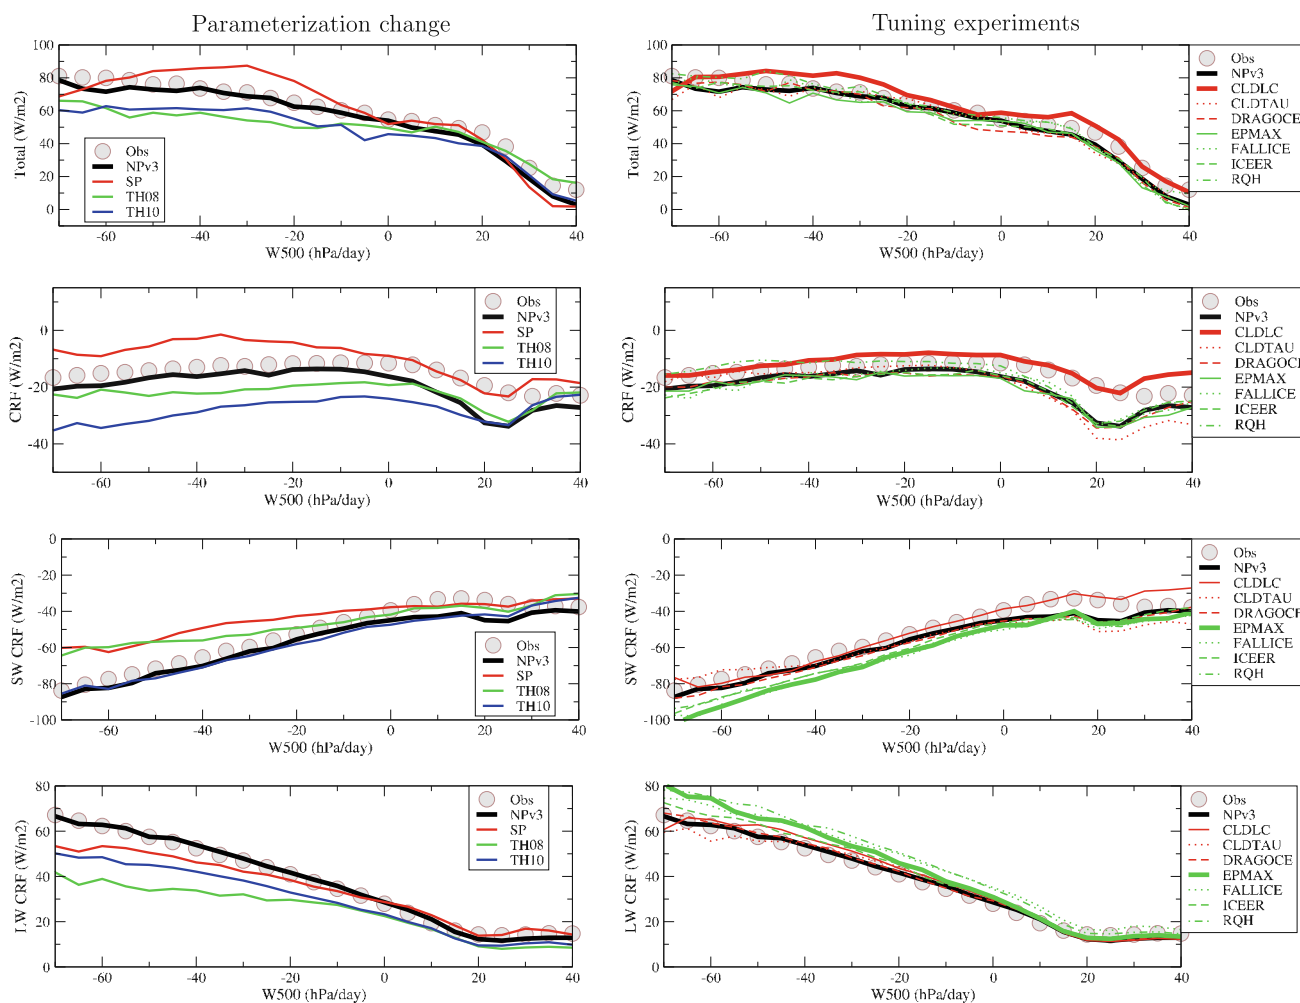 Parameterization change
Tuning experiments
Total (W/m2)
100
80
60
40
20
0
-60
-40
-20
0
20
40
W500 (hPa/day)
Obs
NPv3
SP
TH08
TH10
Total (W/m2)
100
80
60
40
20
0
-60
-40
-20
0
20
40
W500 (hPa/day)
Obs
NPv3
CLDLC
CLDTAU
DRAGOCE
EPMAX
FALLICE
ICEER
RQH
CRF (W/m2)
0
-20
-40
-60
-40
-20
0
20
40
W500 (hPa/day)
Obs
NPv3
SP
TH08
TH10
CRF (W/m2)
0
-20
-40
-60
-40
-20
0
20
40
W500 (hPa/day)
Obs
NPv3
CLDLC
CLDTAU
DRAGOCE
EPMAX
FALLICE
ICEER
RQH
SW CRF (W/m2)
0
-20
-40
-60
-80
-100
-60
-40
-20
0
20
40
W500 (hPa/day)
Obs
NPv3
SP
TH08
TH10
SW CRF (W/m2)
0
-20
-40
-60
-80
-100
-60
-40
-20
0
20
40
W500 (hPa/day)
Obs
NPv3
CLDLC
CLDTAU
DRAGOCE
EPMAX
FALLICE
ICEER
RQH
LW CRF (W/m2)
80
60
40
20
0
-60
-40
-20
0
20
40
W500 (hPa/day)
Obs
NPv3
SP
TH08
TH10
LW CRF (W/m2)
80
60
40
20
0
-60
-40
-20
0
20
40
W500 (hPa/day)
Obs
NPv3
CLDLC
CLDTAU
DRAGOCE
EPMAX
FALLICE
ICEER
RQH